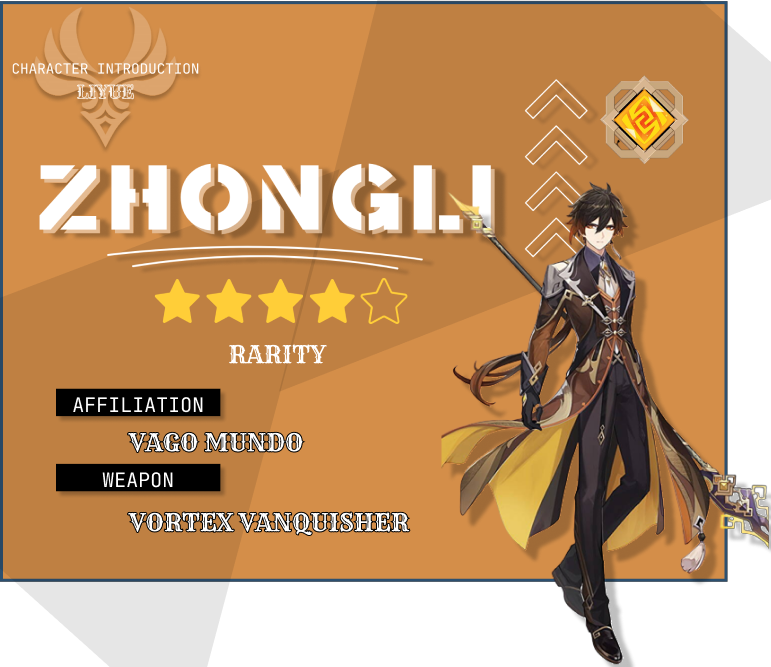 CHARACTER INTRODUCTION
LIYUE
ZHONGLI
RARITY
AFFILIATION
VAGO MUNDO
WEAPON
VORTEX VANQUISHER